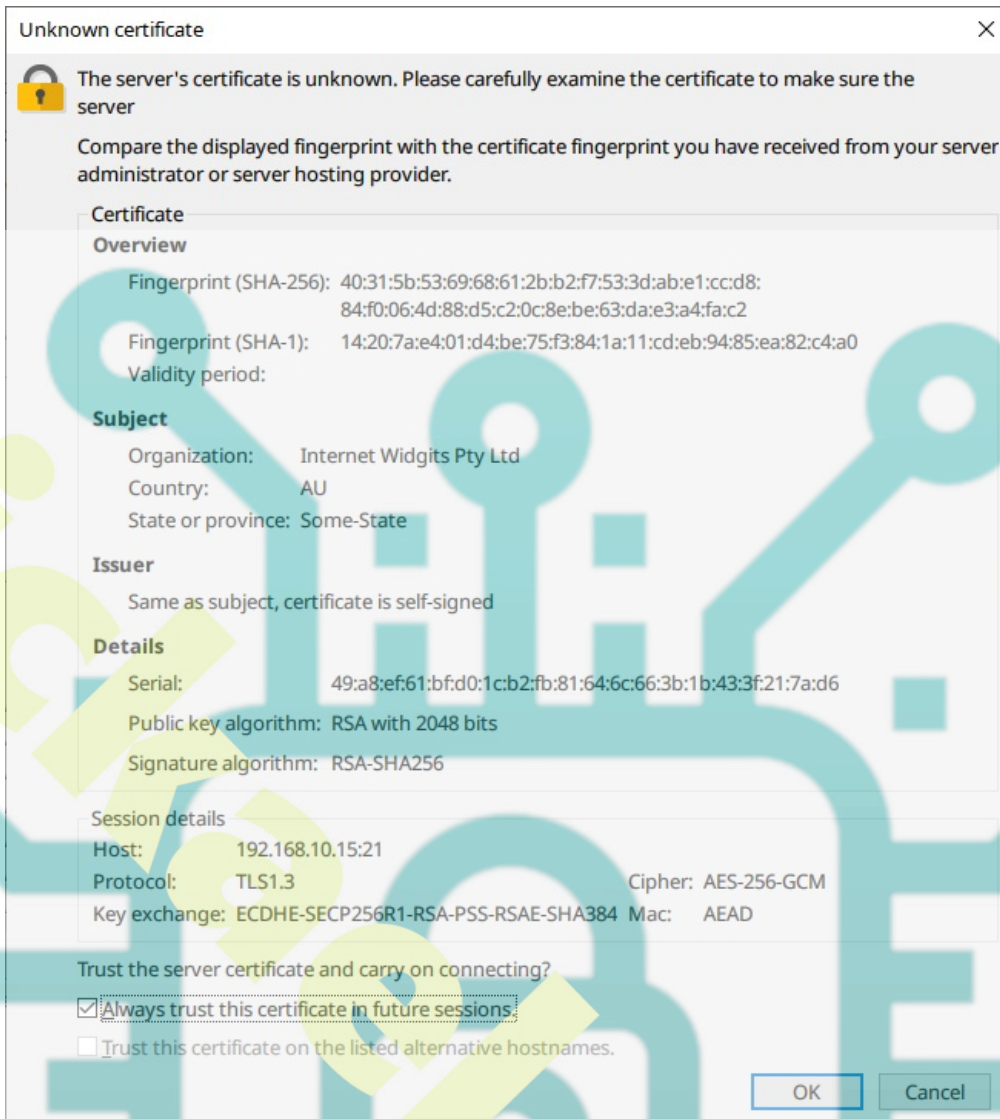 Unknown certificate
The server's certificate is unknown. Please carefully examine the certificate to make sure the
server
Compare the displayed fingerprint with the certificate fingerprint you have received from your server
administrator or server hosting provider.
Certificate
Overview
Fingerprint (SHA-256): 40:31:5b:53:69:68:61:2b:b2:f7:53:3d:ab:e1:cc:d8:
84:f0:06:4d:88:d5:c2:0c:8e:be:63:da:e3:a4:fa:c2
Fingerprint (SHA-1): 14:20:7a:e4:01:d4:be:75:f3:84:1a:11:cd:eb:94:85:ea:82:c4:a0
Validity period:
Subject
Organization: Internet Widgits Pty Ltd
Country: AU
State or province: Some-State
Issuer
Same as subject, certificate is self-signed
Details
Serial: 49:a8:ef:61:bf:d0:1c:b2:fb:81:64:6c:66:3b:1b:43:3f:21:7a:d6
Public key algorithm: RSA with 2048 bits
Signature algorithm: RSA-SHA256
Session details
Host: 192.168.10.15:21
Protocol: TLS1.3 Cipher: AES-256-GCM
Key exchange: ECDHE-SECP256R1-RSA-PSS-RSAE-SHA384 Mac: AEAD
Trust the server certificate and carry on connecting?
Always trust this certificate in future sessions.
Trust this certificate on the listed alternative hostnames.
OK Cancel